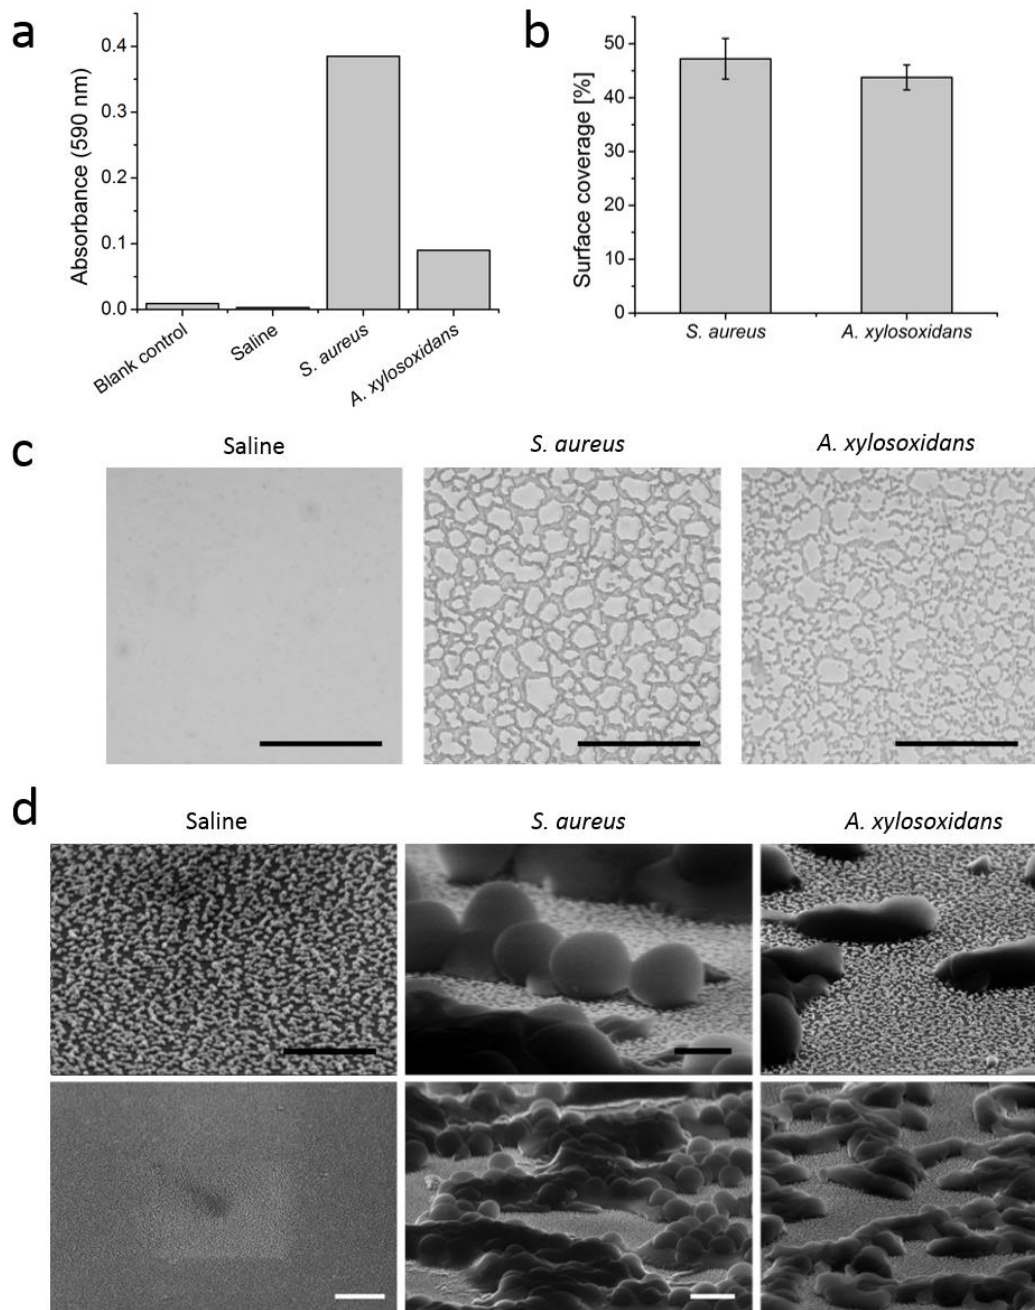 a
Absorbance (590 nm)
0.4
0.3
0.2
0.1
0.0
Blank control
Saline
S. aureus
A. xylosoxidans
b
Surface coverage [%]
50
40
30
20
10
0
S. aureus
A. xylosoxidans
c
Saline
S. aureus
A. xylosoxidans
d
Saline
S. aureus
A. xylosoxidans